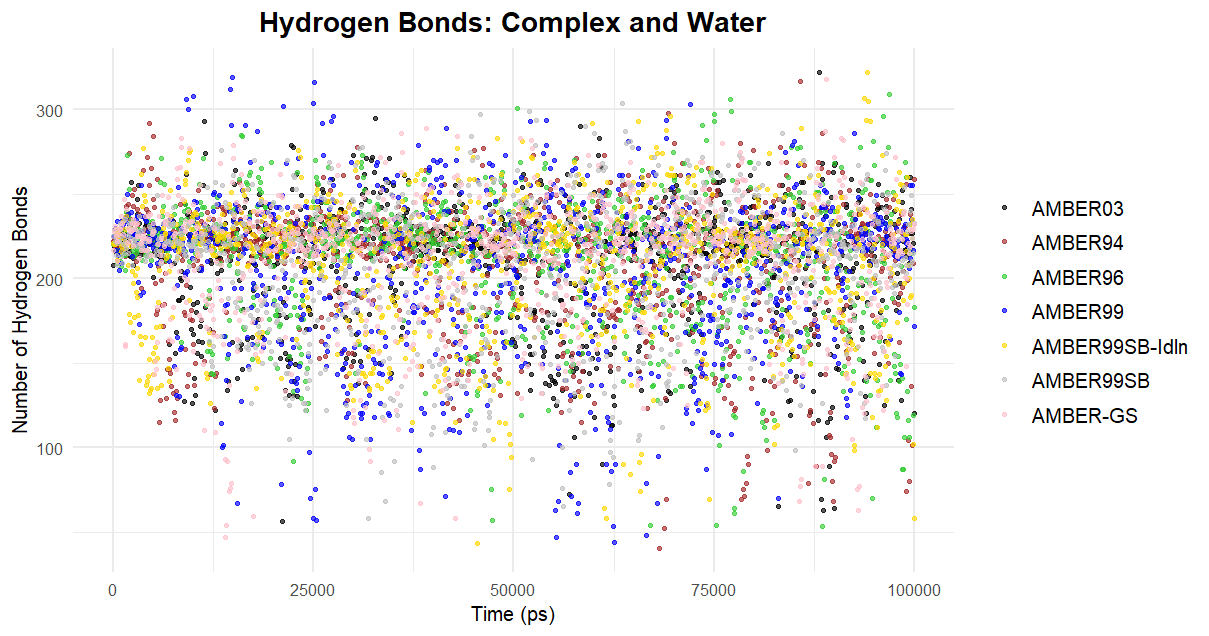 Hydrogen Bonds: Complex and Water
Number of Hydrogen Bonds
300
200
100
0
25000
50000
75000
100000
Time (ps)
AMBER03
AMBER94
AMBER96
AMBER99
AMBER99SB-Idln
AMBER99SB
AMBER-GS